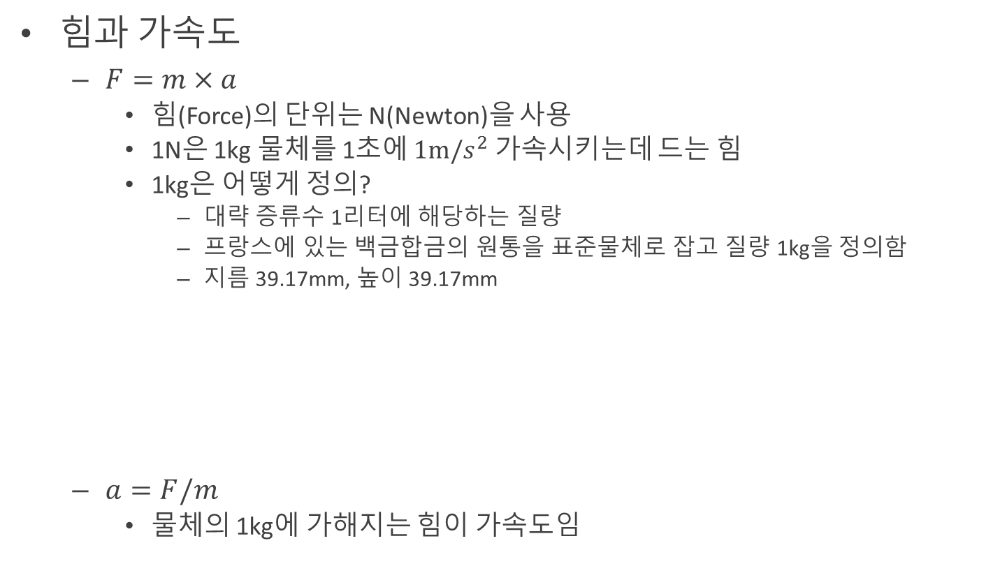 • 힘과 가속도
– F = m × a
• 힘(Force)의 단위는 N(Newton)을 사용
• 1N은 1kg 물체를 1초에 1m/s² 가속시키는데 드는 힘
• 1kg은 어떻게 정의?
– 대략 증류수 1리터에 해당하는 질량
– 프랑스에 있는 백금합금의 원통을 표준물체로 잡고 질량 1kg을 정의함
– 지름 39.17mm, 높이 39.17mm
– a = F/m
• 물체의 1kg에 가해지는 힘이 가속도임